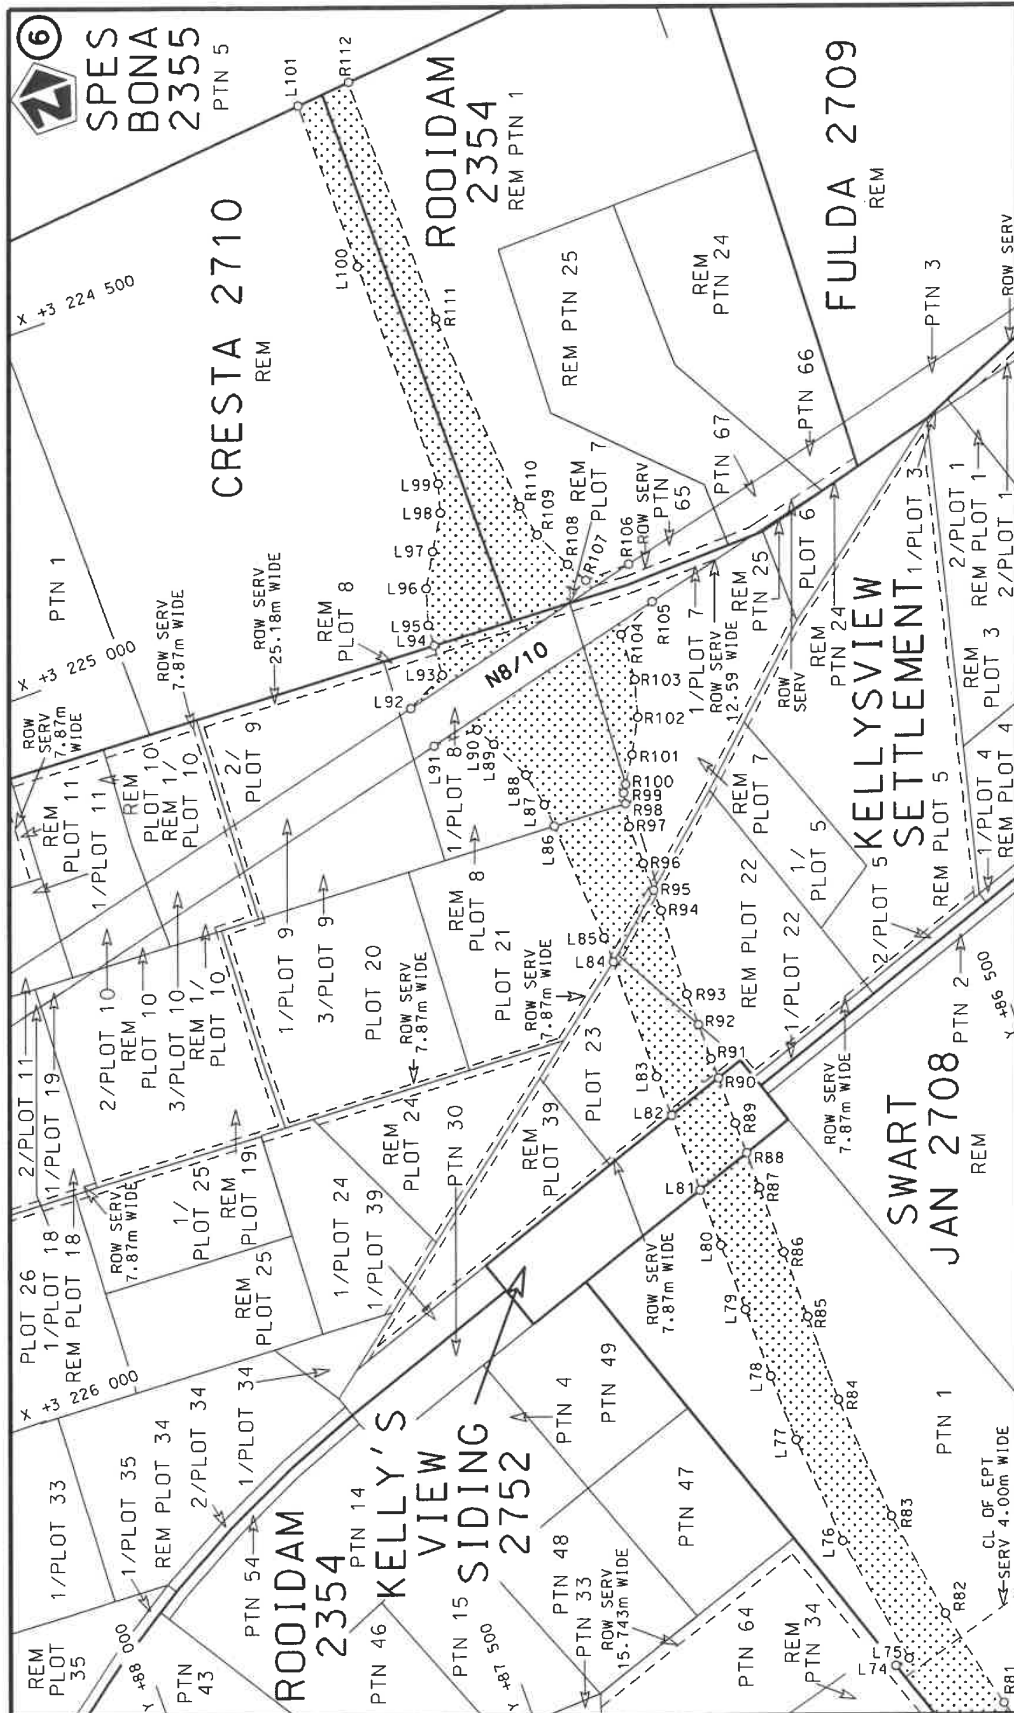 6
SPES
BONA
2355
PTN 5
L101
R112
ROOIDAM
2354
REM PTN 1
FULDA 2709
REM
CRESTA 2710
REM
X +3 224 500
PTN 1
L100
R111
REM PTN 25
REM
PTN 24
PTN 3
ROW SERV
PTN 66
PTN 67
L99
L98
L97
L96
L95
L94
L93
L92
L91
L90
L89
L88
L87
L86
L85
L84
L83
L82
L81
L80
L79
L78
L77
L76
L75
L74
R110
R109
R108
R107
R106
R105
R104
R103
R102
R101
R100
R99
R98
R97
R96
R95
R94
R93
R92
R91
R90
R89
R88
R87
R86
R85
R84
R83
R82
R81
REM
PLOT 7
ROW SERV
PTN
65
N8/10
X +3 225 000
ROW SERV
7.87m WIDE
ROW SERV
25.18m WIDE
REM
PLOT 8
ROW
SERV
7.87m
WIDE
REM
PLOT 11
1/PLOT 11
REM
PLOT 10
REM 1/
PLOT 10
2/
PLOT 9
1/PLOT 8
1/PLOT 7
ROW SERV
12.59 WIDE
REM
PTN 25
PLOT 6
ROW
SERV
REM
PTN 24
1/PLOT 3
2/PLOT 1
REM PLOT 1
2/PLOT 1
REM
PLOT 3
1/PLOT 4
REM PLOT 4
KELLYSVIEW
SETTLEMENT
REM PLOT 5
2/PLOT 5
1/
PLOT 5
REM
PLOT 7
REM PLOT 22
1/PLOT 22
REM
PLOT 8
1/PLOT 9
3/PLOT 9
PLOT 20
PLOT 21
ROW SERV
7.87m WIDE
ROW SERV
7.87m WIDE
PLOT 23
2/PLOT 11
1/PLOT 19
2/PLOT 10
REM
PLOT 10
3/PLOT 10
REM 1/
PLOT 10
PTN 2
Y +86 500
ROW SERV
7.87m WIDE
SWART
JAN 2708
REM
PLOT 26
1/PLOT 18
REM PLOT 18
ROW SERV
7.87m WIDE
1/
PLOT 25
REM
PLOT 19
REM
PLOT 25
1/PLOT 24
1/PLOT 39
REM
PLOT 24
PTN 30
REM
PLOT 39
ROW SERV
7.87m WIDE
X +3 226 000
1/PLOT 33
1/PLOT 35
REM PLOT 34
2/PLOT 34
1/PLOT 34
REM
PLOT
35
Y +88 000
PTN
43
PTN 54
ROOIDAM
2354
PTN 14
KELLY'S
VIEW
SIDING
2752
PTN 46
PTN 15
Y +87 500
PTN 4
PTN 49
PTN 47
PTN 48
PTN 33
ROW SERV
15.743m WIDE
PTN 64
REM
PTN 34
PTN 1
CL OF EPT
SERV 4.00m WIDE